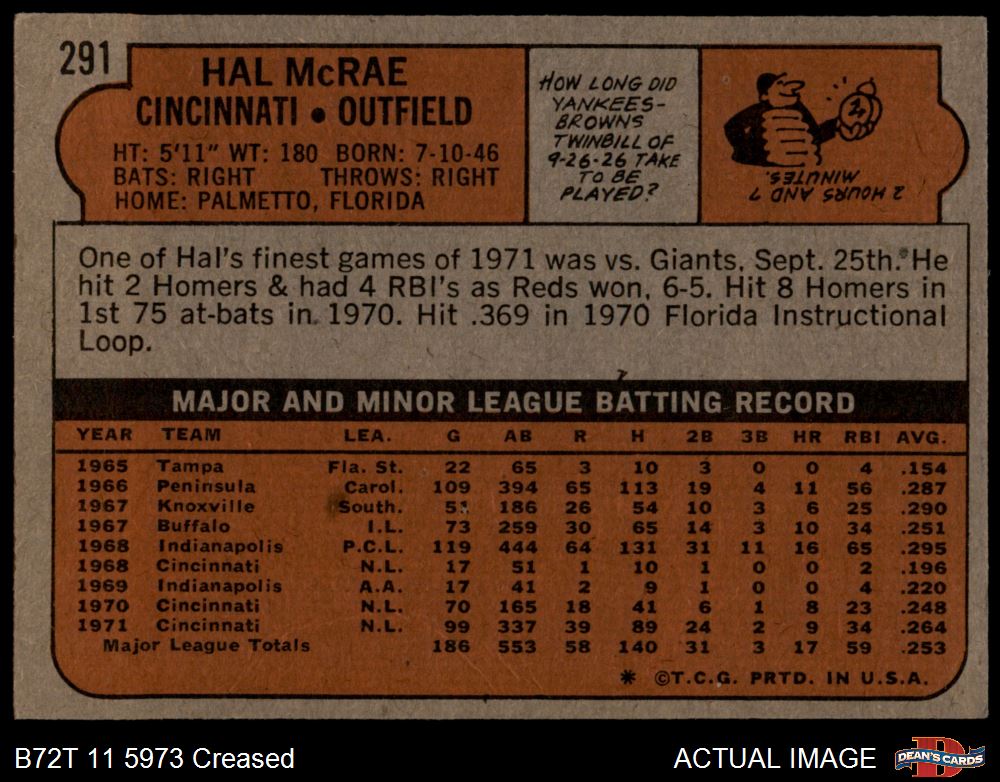 291
HAL McRAE
CINCINNATI • OUTFIELD
HT: 5'11" WT: 180 BORN: 7-10-46
BATS: RIGHT THROWS: RIGHT
HOME: PALMETTO, FLORIDA
HOW LONG DID
YANKEES-
BROWNS
TWINBILL OF
9-26-26 TAKE
TO BE
PLAYED?
2 HOURS AND 7
MINUTES.
One of Hal's finest games of 1971 was vs. Giants, Sept. 25th. He
hit 2 Homers & had 4 RBI's as Reds won, 6-5. Hit 8 Homers in
1st 75 at-bats in 1970. Hit .369 in 1970 Florida Instructional
Loop.
MAJOR AND MINOR LEAGUE BATTING RECORD
YEAR TEAM LEA. G AB R H 2B 3B HR RBI AVG.
1965 Tampa Fla. St. 22 65 3 10 3 0 0 4 .154
1966 Peninsula Carol. 109 394 65 113 19 4 11 56 .287
1967 Knoxville South. 186 26 54 10 3 6 25 .290
1967 Buffalo I.L. 73 259 30 65 14 3 10 34 .251
1968 Indianapolis P.C.L. 119 444 64 131 31 11 16 65 .295
1968 Cincinnati N.L. 17 51 1 10 1 0 0 2 .196
1969 Indianapolis A.A. 17 41 2 9 1 0 0 4 .220
1970 Cincinnati N.L. 70 165 18 41 6 1 8 23 .248
1971 Cincinnati N.L. 99 337 39 89 24 2 9 34 .264
Major League Totals 186 553 58 140 31 3 17 59 .253
* ©T.C.G. PRTD. IN U.S.A.
B72T 11 5973 Creased
ACTUAL IMAGE
DEAN'S CARDS